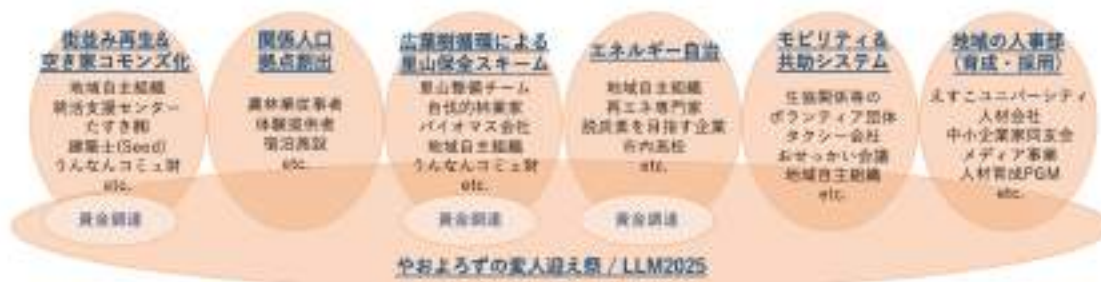 街並み再生&
空き家コモンズ化
地域自主組織
終活支援センター
たすき㈱
建築士(Seed)
うんなんコミュ財
etc.
資金調達
関係人口
拠点創出
農林業従事者
体験提供者
宿泊施設
etc.
広葉樹循環による
里山保全スキーム
里山整備チーム
自伐的林業家
バイオマス会社
地域自主組織
うんなんコミュ財
etc.
資金調達
エネルギー自治
地域自主組織
再エネ専門家
脱炭素を目指す企業
市内高校
etc.
資金調達
モビリティ&
共助システム
生協関係等の
ボランティア団体
タクシー会社
おせっかい会議
地域自主組織
etc.
地域の人事部
(育成・採用)
えすこユニバーシティ
人材会社
中小企業家同友会
メディア事業
人材育成PGM
etc.
やおよろずの変人迎え祭 / LLM2025